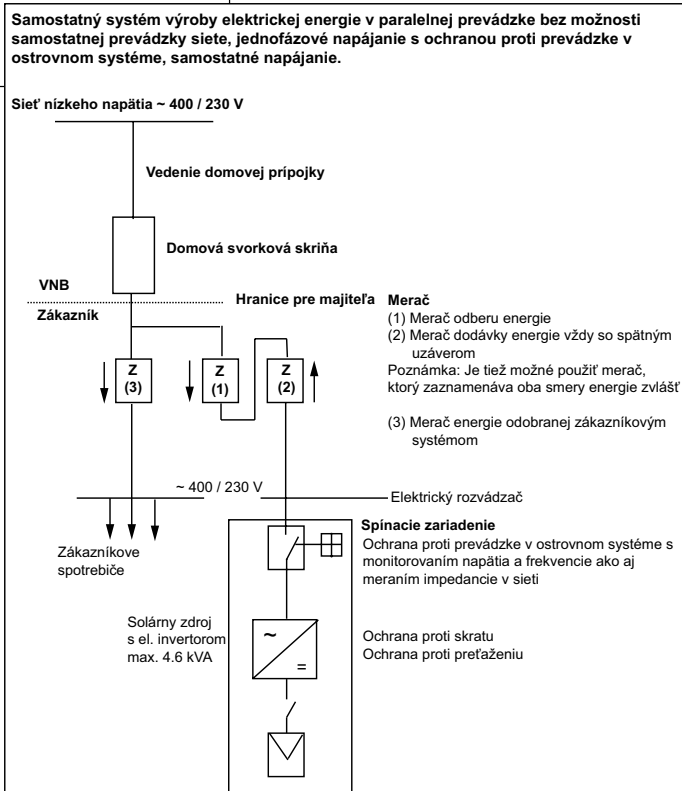 Samostatný systém výroby elektrickej energie v paralelnej prevádzke bez možnosti
samostatnej prevádzky siete, jednofázové napájanie s ochranou proti prevádzke v
ostrovnom systéme, samostatné napájanie.
Sieť nízkeho napätia ~ 400 / 230 V
Vedenie domovej prípojky
Domová svorková skriňa
VNB
Hranice pre majiteľa
Zákazník
Merač
(1) Merač odberu energie
(2) Merač dodávky energie vždy so spätným
uzáverom
Poznámka: Je tiež možné použiť merač,
ktorý zaznamenáva oba smery energie zvlášť
(3) Merač energie odobranej zákazníkovým
systémom
Z
(3)
Z
(1)
Z
(2)
~ 400 / 230 V
Elektrický rozvádzač
Zákazníkove
spotrebiče
Spínacie zariadenie
Ochrana proti prevádzke v ostrovnom systéme s
monitorovaním napätia a frekvencie ako aj
meraním impedancie v sieti
Solárny zdroj
s el. invertorom
max. 4.6 kVA
~
=
Ochrana proti skratu
Ochrana proti preťaženiu